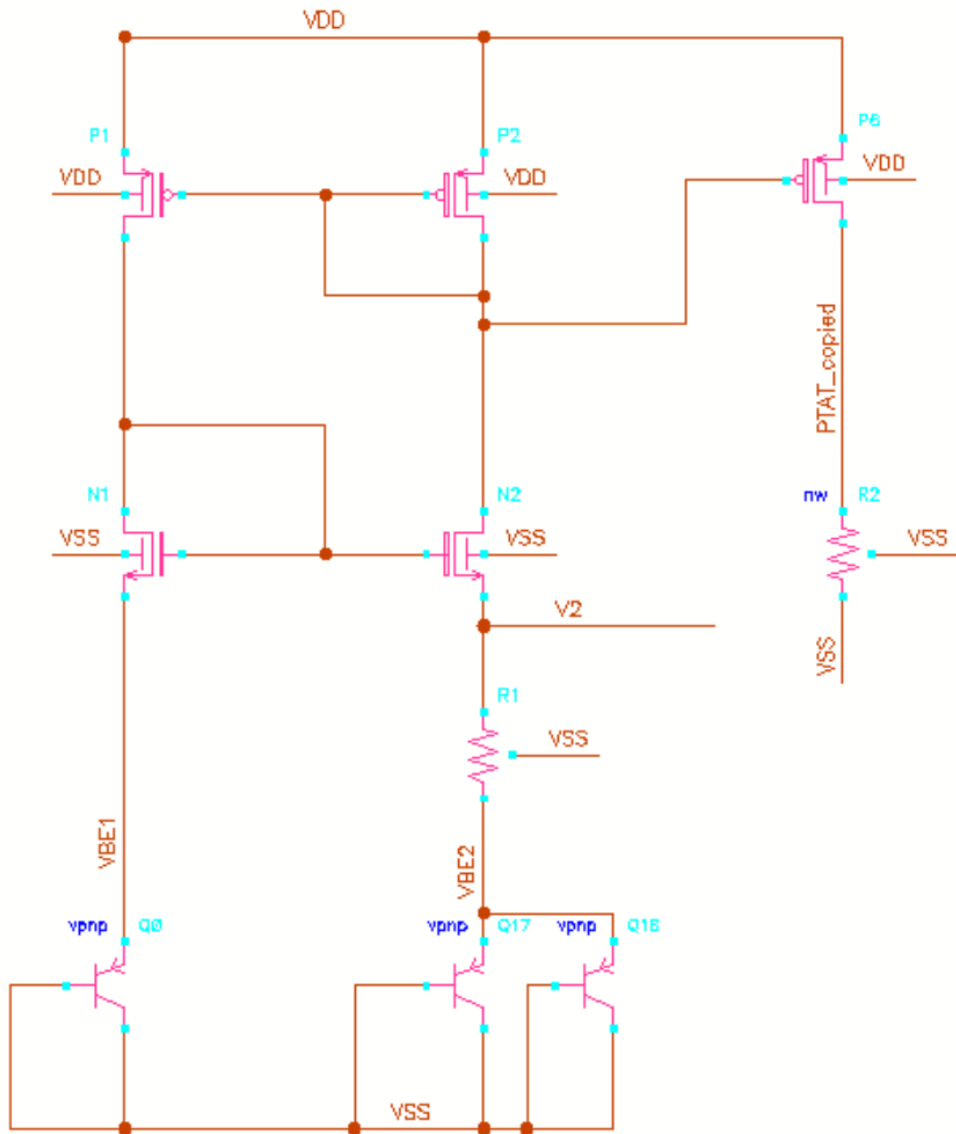 VDD
P1
P2
P6
VDD
VDD
VDD
PTAT_copied
N1
N2
nw
R2
VSS
VSS
VSS
V2
VSS
R1
VSS
VBE1
VBE2
vpnp
Q0
vpnp
Q17
vpnp
Q18
VSS